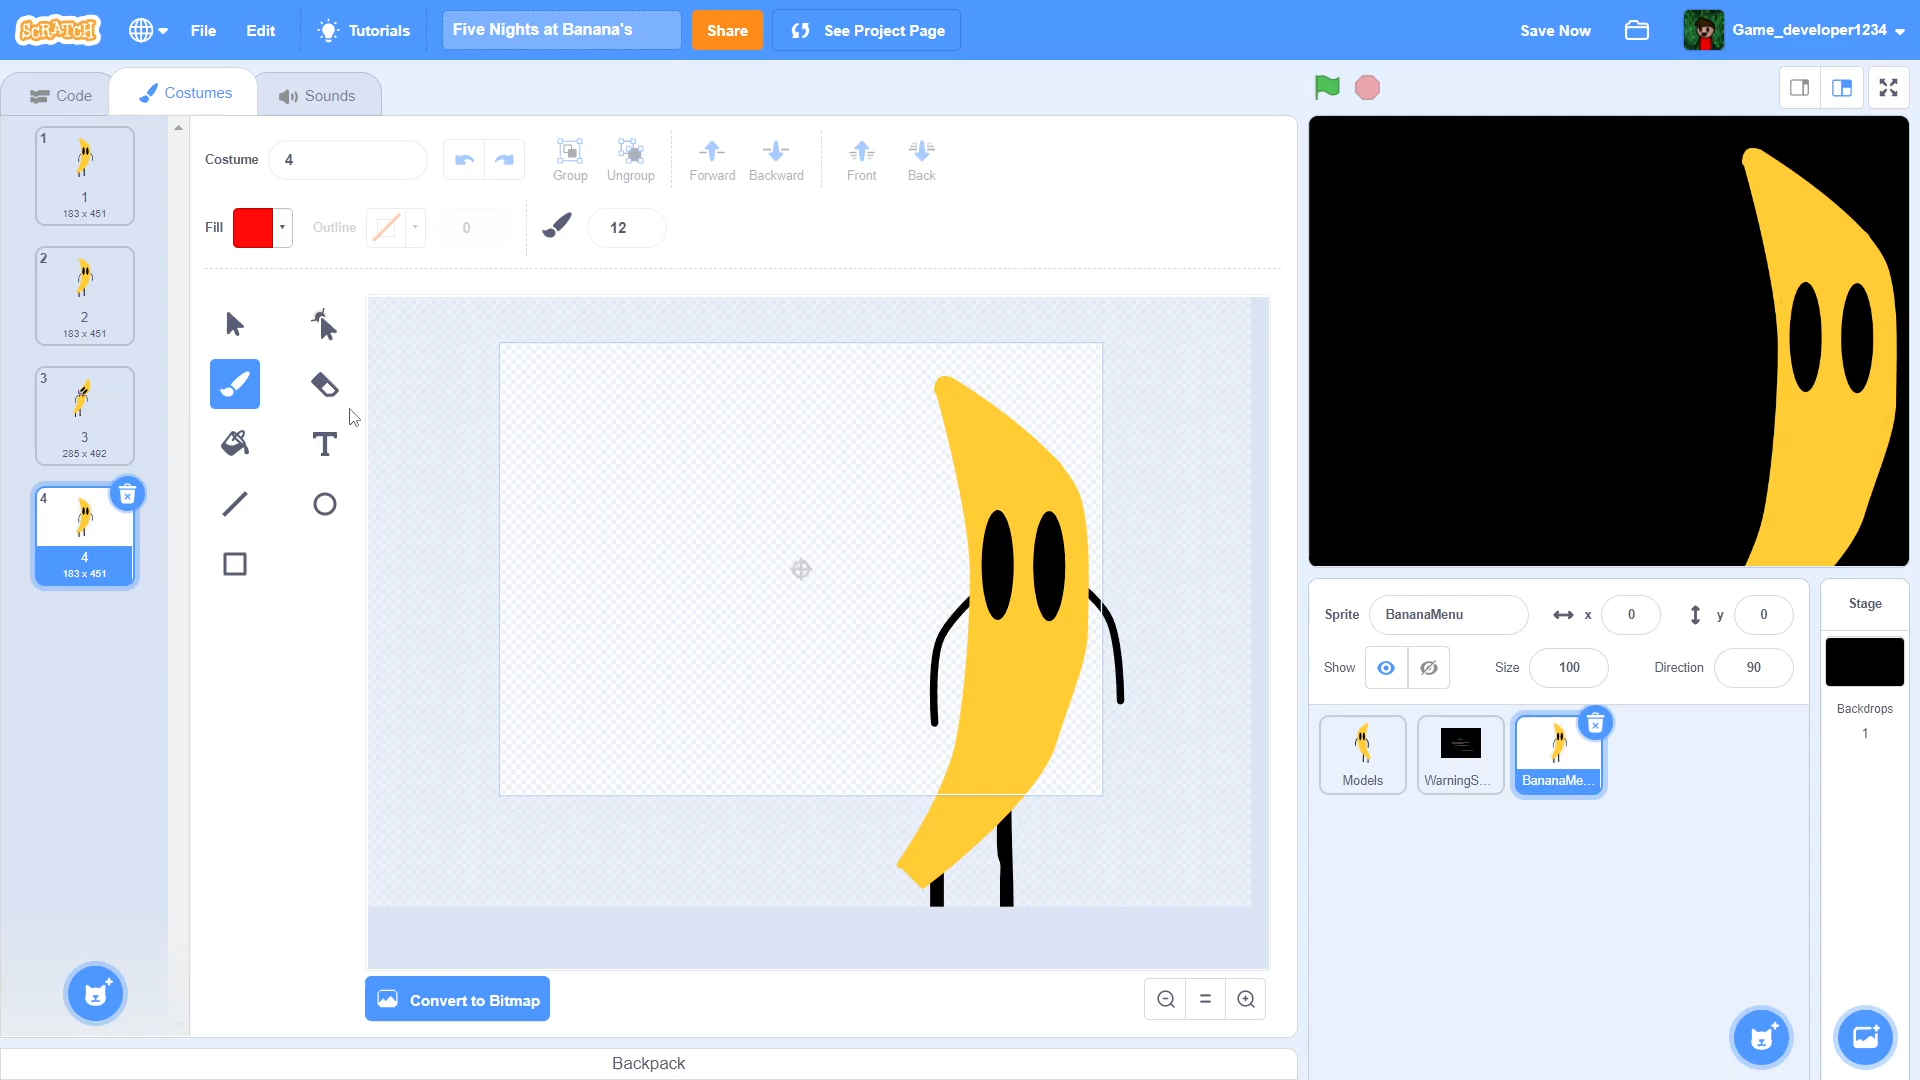 SCRATCH
File
Edit
Tutorials
Five Nights at Banana's
Share
See Project Page
Save Now
Game_developer1234
Code
Costumes
Sounds
1
1
183 x 451
2
2
183 x 451
3
3
285 x 492
4
4
183 x 451
Costume
4
Group
Ungroup
Forward
Backward
Front
Back
Fill
Outline
0
12
T
Convert to Bitmap
Backpack
Sprite
BananaMenu
x
0
y
0
Show
Size
100
Direction
90
Models
WarningS...
BananaMe...
Stage
Backdrops
1